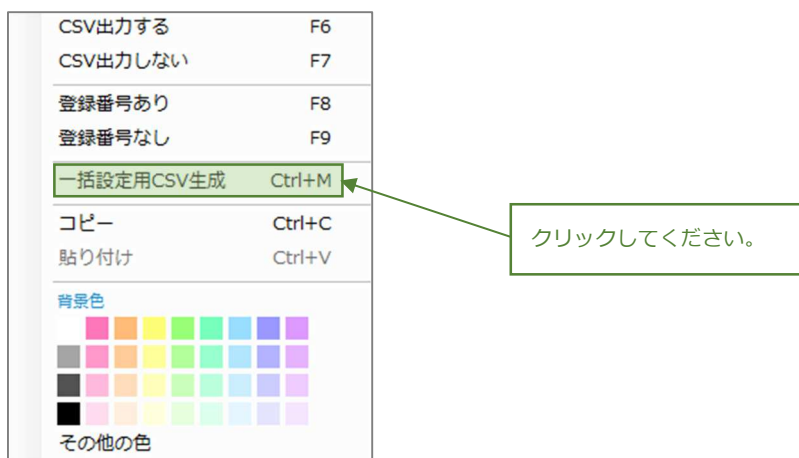 CSV出力する F6
CSV出力しない F7
登録番号あり F8
登録番号なし F9
一括設定用CSV生成 Ctrl+M
クリックしてください。
コピー Ctrl+C
貼り付け Ctrl+V
背景色
その他の色